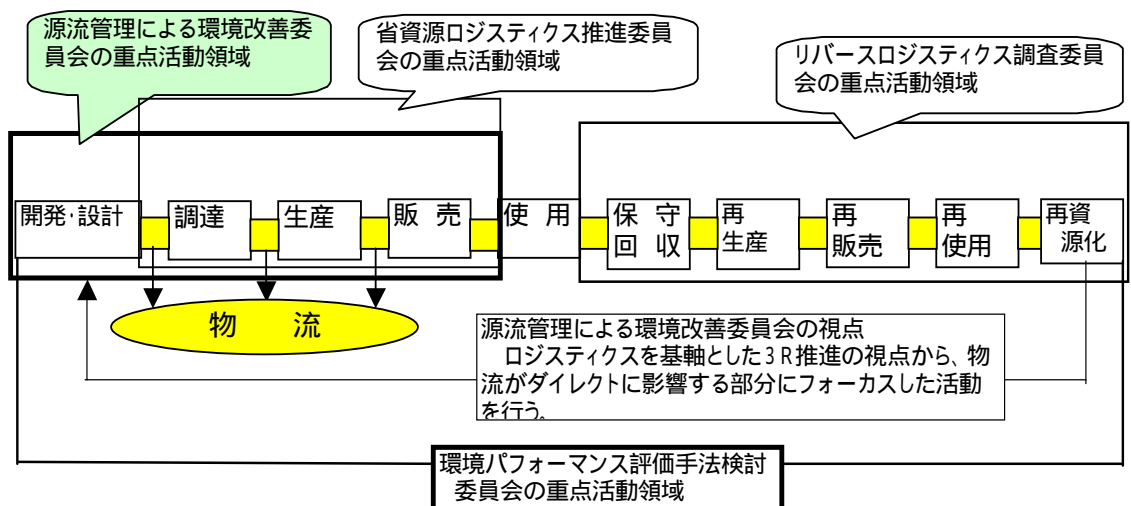 源流管理による環境改善委
員会の重点活動領域
省資源ロジスティクス推進委員
会の重点活動領域
リバースロジスティクス調査委員
会の重点活動領域
開発・設計
調達
生産
販 売
使 用
保 守
回 収
再
生産
再
販売
再
使用
再資
源化
物 流
源流管理による環境改善委員会の視点
ロジスティクスを基軸とした3R推進の視点から、物
流がダイレクトに影響する部分にフォーカスした活動
を行う。
環境パフォーマンス評価手法検討
委員会の重点活動領域